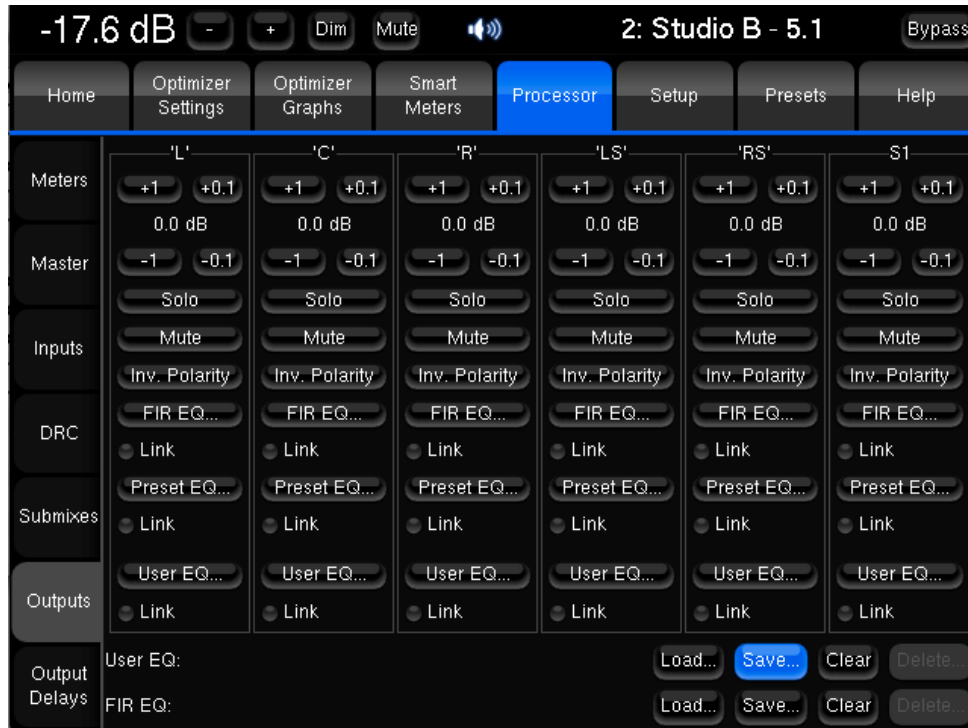 -17.6 dB - + Dim Mute 2: Studio B - 5.1 Bypass
Home Optimizer Settings Optimizer Graphs Smart Meters Processor Setup Presets Help
Meters
Master
Inputs
DRC
Submixes
Outputs
Output Delays
'L' 'C' 'R' 'LS' 'RS' S1
+1 +0.1 +1 +0.1 +1 +0.1 +1 +0.1 +1 +0.1 +1 +0.1
0.0 dB 0.0 dB 0.0 dB 0.0 dB 0.0 dB 0.0 dB
-1 -0.1 -1 -0.1 -1 -0.1 -1 -0.1 -1 -0.1 -1 -0.1
Solo Solo Solo Solo Solo Solo
Mute Mute Mute Mute Mute Mute
Inv. Polarity Inv. Polarity Inv. Polarity Inv. Polarity Inv. Polarity Inv. Polarity
FIR EQ... FIR EQ... FIR EQ... FIR EQ... FIR EQ... FIR EQ...
Link Link Link Link Link Link
Preset EQ... Preset EQ... Preset EQ... Preset EQ... Preset EQ... Preset EQ...
Link Link Link Link Link Link
User EQ... User EQ... User EQ... User EQ... User EQ... User EQ...
Link Link Link Link Link Link
User EQ: Load... Save... Clear Delete...
FIR EQ: Load... Save... Clear Delete...